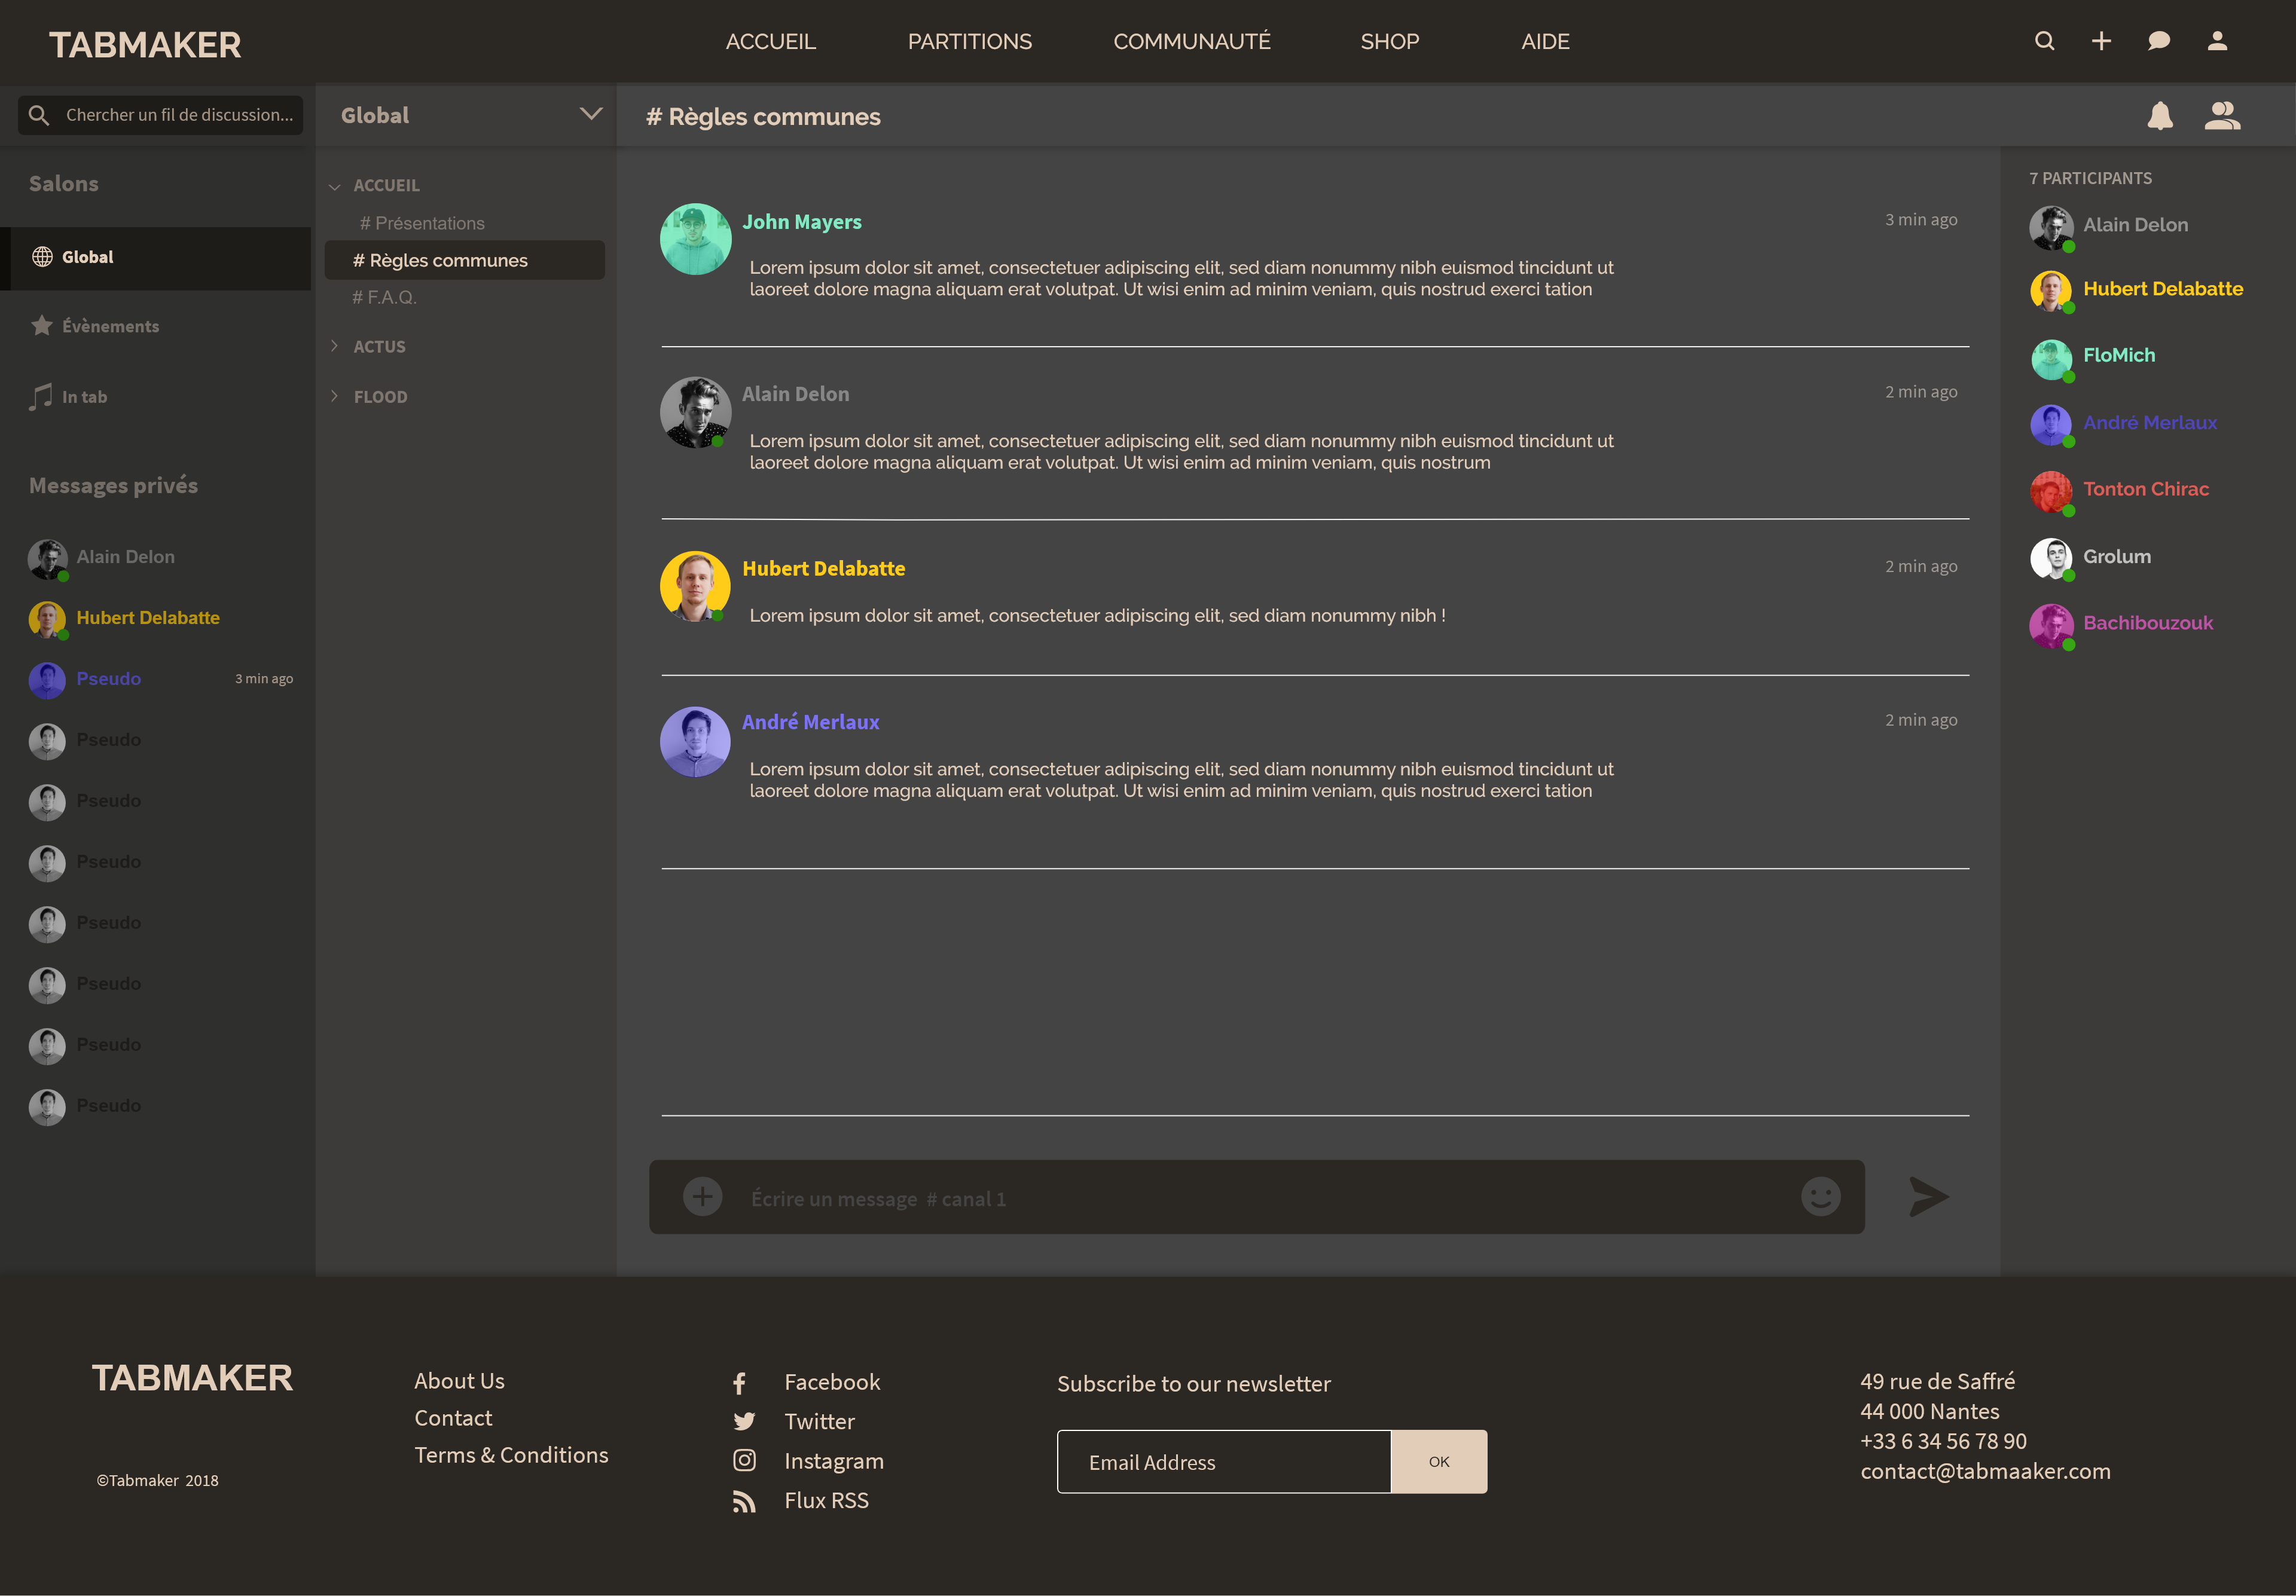 TABMAKER
ACCUEIL
PARTITIONS
COMMUNAUTÉ
SHOP
AIDE
Chercher un fil de discussion...
Salons
Global
Évènements
In tab
Messages privés
Alain Delon
Hubert Delabatte
Pseudo
3 min ago
Pseudo
Pseudo
Pseudo
Pseudo
Pseudo
Pseudo
Pseudo
Global
ACCUEIL
# Présentations
# Règles communes
# F.A.Q.
ACTUS
FLOOD
# Règles communes
John Mayers
3 min ago
Lorem ipsum dolor sit amet, consectetuer adipiscing elit, sed diam nonummy nibh euismod tincidunt ut
laoreet dolore magna aliquam erat volutpat. Ut wisi enim ad minim veniam, quis nostrud exerci tation
Alain Delon
2 min ago
Lorem ipsum dolor sit amet, consectetuer adipiscing elit, sed diam nonummy nibh euismod tincidunt ut
laoreet dolore magna aliquam erat volutpat. Ut wisi enim ad minim veniam, quis nostrum
Hubert Delabatte
2 min ago
Lorem ipsum dolor sit amet, consectetuer adipiscing elit, sed diam nonummy nibh !
André Merlaux
2 min ago
Lorem ipsum dolor sit amet, consectetuer adipiscing elit, sed diam nonummy nibh euismod tincidunt ut
laoreet dolore magna aliquam erat volutpat. Ut wisi enim ad minim veniam, quis nostrud exerci tation
Écrire un message # canal 1
7 PARTICIPANTS
Alain Delon
Hubert Delabatte
FloMich
André Merlaux
Tonton Chirac
Grolum
Bachibouzouk
TABMAKER
©Tabmaker 2018
About Us
Contact
Terms & Conditions
Facebook
Twitter
Instagram
Flux RSS
Subscribe to our newsletter
Email Address
OK
49 rue de Saffré
44 000 Nantes
+33 6 34 56 78 90
contact@tabmaaker.com